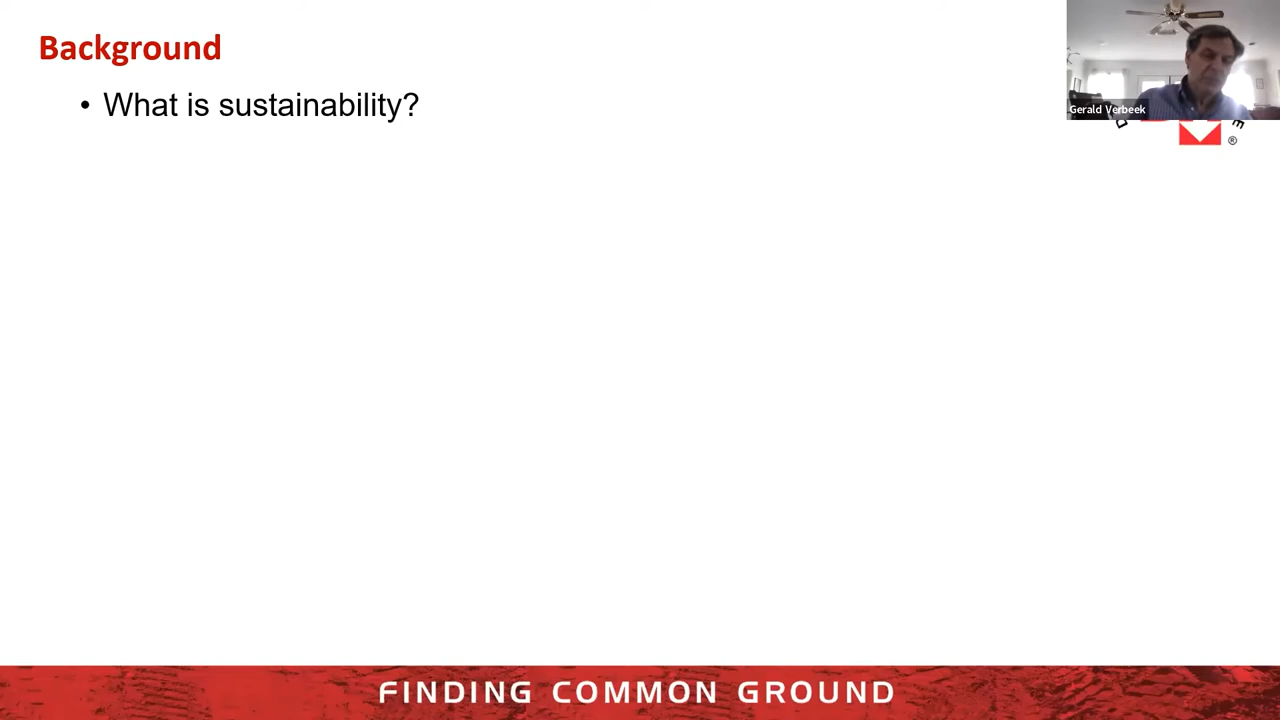 Background
• What is sustainability?
Gerald Verbeek
D E
®
FINDING COMMON GROUND